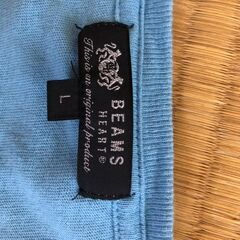 BEAMS
HEART®
This is an original product
L